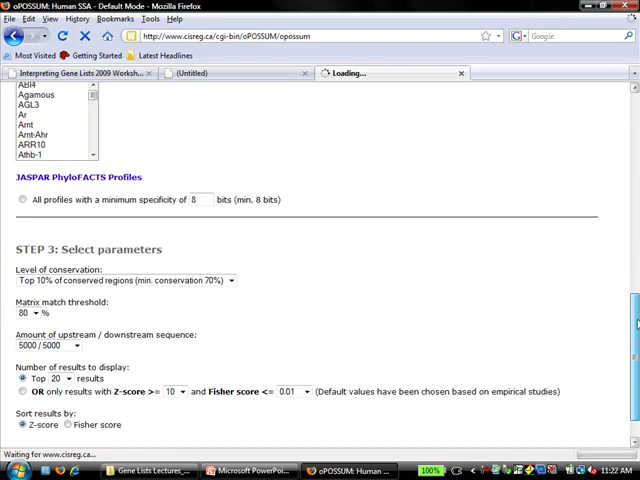 oPOSSUM: Human SSA - Default Mode - Mozilla Firefox
File Edit View History Bookmarks Tools Help
http://www.cisreg.ca/cgi-bin/oPOSSUM/opossum
Google
Most Visited Getting Started Latest Headlines
Interpreting Gene Lists 2009 Worksh... (Untitled) Loading...
ABI4
Agamous
AGL3
Ar
Arnt
Arnt-Ahr
ARR10
Athb-1
JASPAR PhyloFACTS Profiles
All profiles with a minimum specificity of 8 bits (min. 8 bits)
STEP 3: Select parameters
Level of conservation:
Top 10% of conserved regions (min. conservation 70%)
Matrix match threshold:
80 %
Amount of upstream / downstream sequence:
5000 / 5000
Number of results to display:
Top 20 results
OR only results with Z-score >= 10 and Fisher score <= 0.01 (Default values have been chosen based on empirical studies)
Sort results by:
Z-score Fisher score
Waiting for www.cisreg.ca...
Gene Lists Lectures_... Microsoft PowerPoi... oPOSSUM: Human ... 100% 11:22 AM